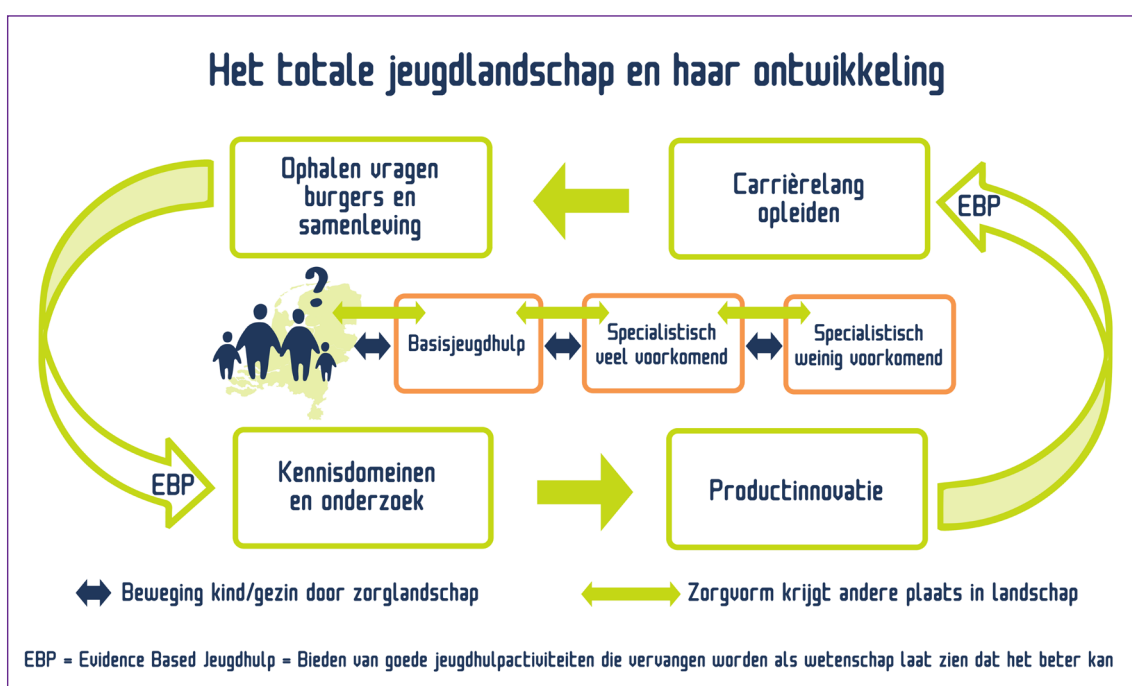 Het totale jeugdlandschap en haar ontwikkeling
Ophalen vragen
burgers en
samenleving
Carrièrelang
opleiden
EBP
?
Basisjeugdhulp
Specialistisch
veel voorkomend
Specialistisch
weinig voorkomend
EBP
Kennisdomeinen
en onderzoek
Productinnovatie
Beweging kind/gezin door zorglandschap
Zorgvorm krijgt andere plaats in landschap
EBP = Evidence Based Jeugdhulp = Bieden van goede jeugdhulpactiviteiten die vervangen worden als wetenschap laat zien dat het beter kan